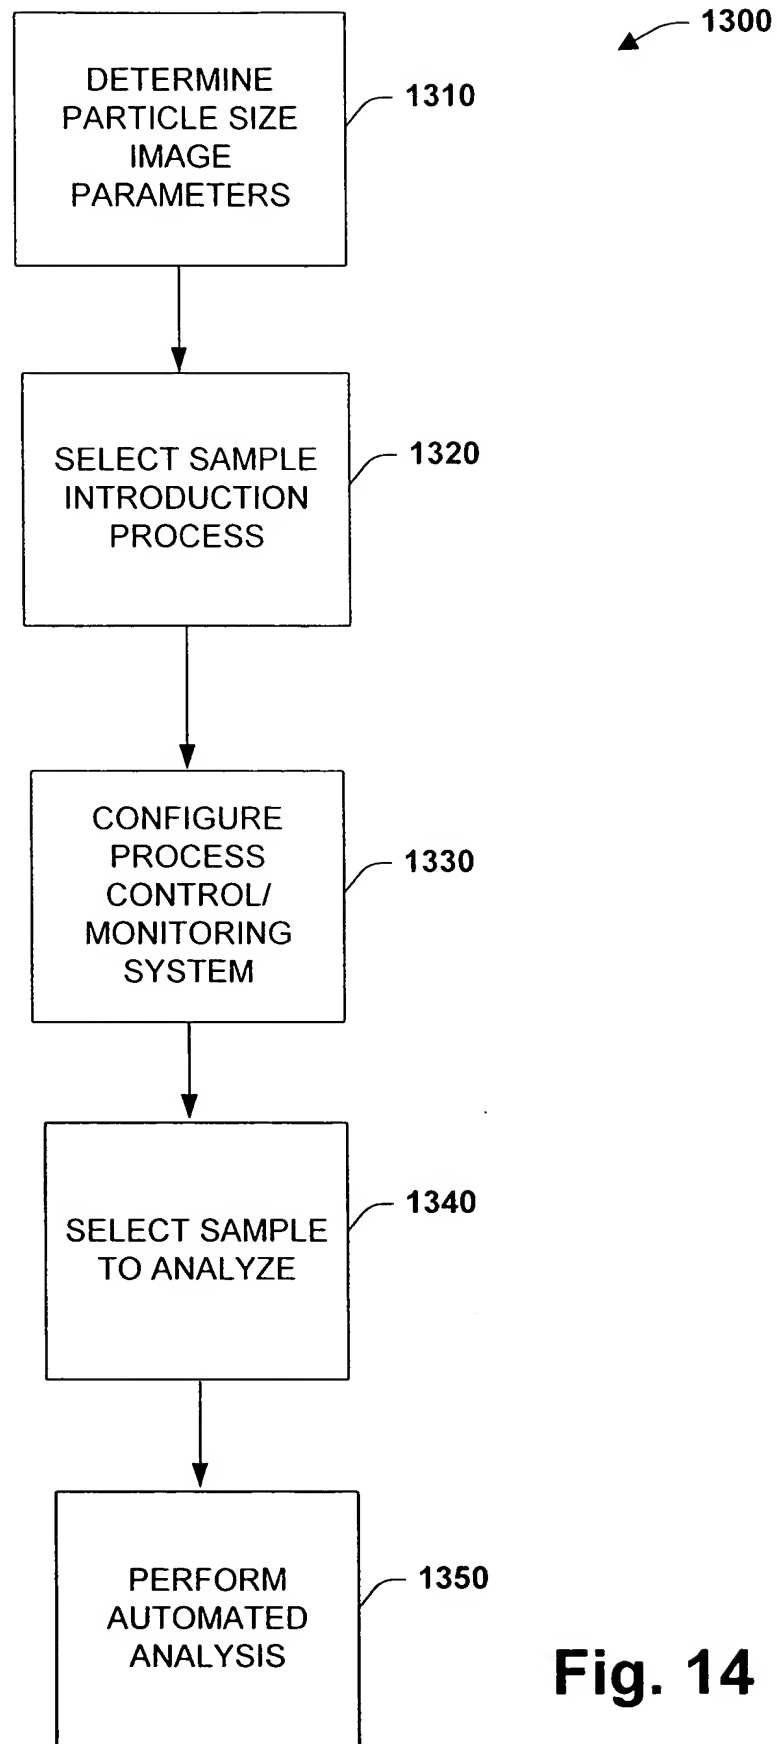 1300
DETERMINE
PARTICLE SIZE
IMAGE
PARAMETERS
1310
SELECT SAMPLE
INTRODUCTION
PROCESS
1320
CONFIGURE
PROCESS
CONTROL/
MONITORING
SYSTEM
1330
SELECT SAMPLE
TO ANALYZE
1340
PERFORM
AUTOMATED
ANALYSIS
1350
Fig. 14